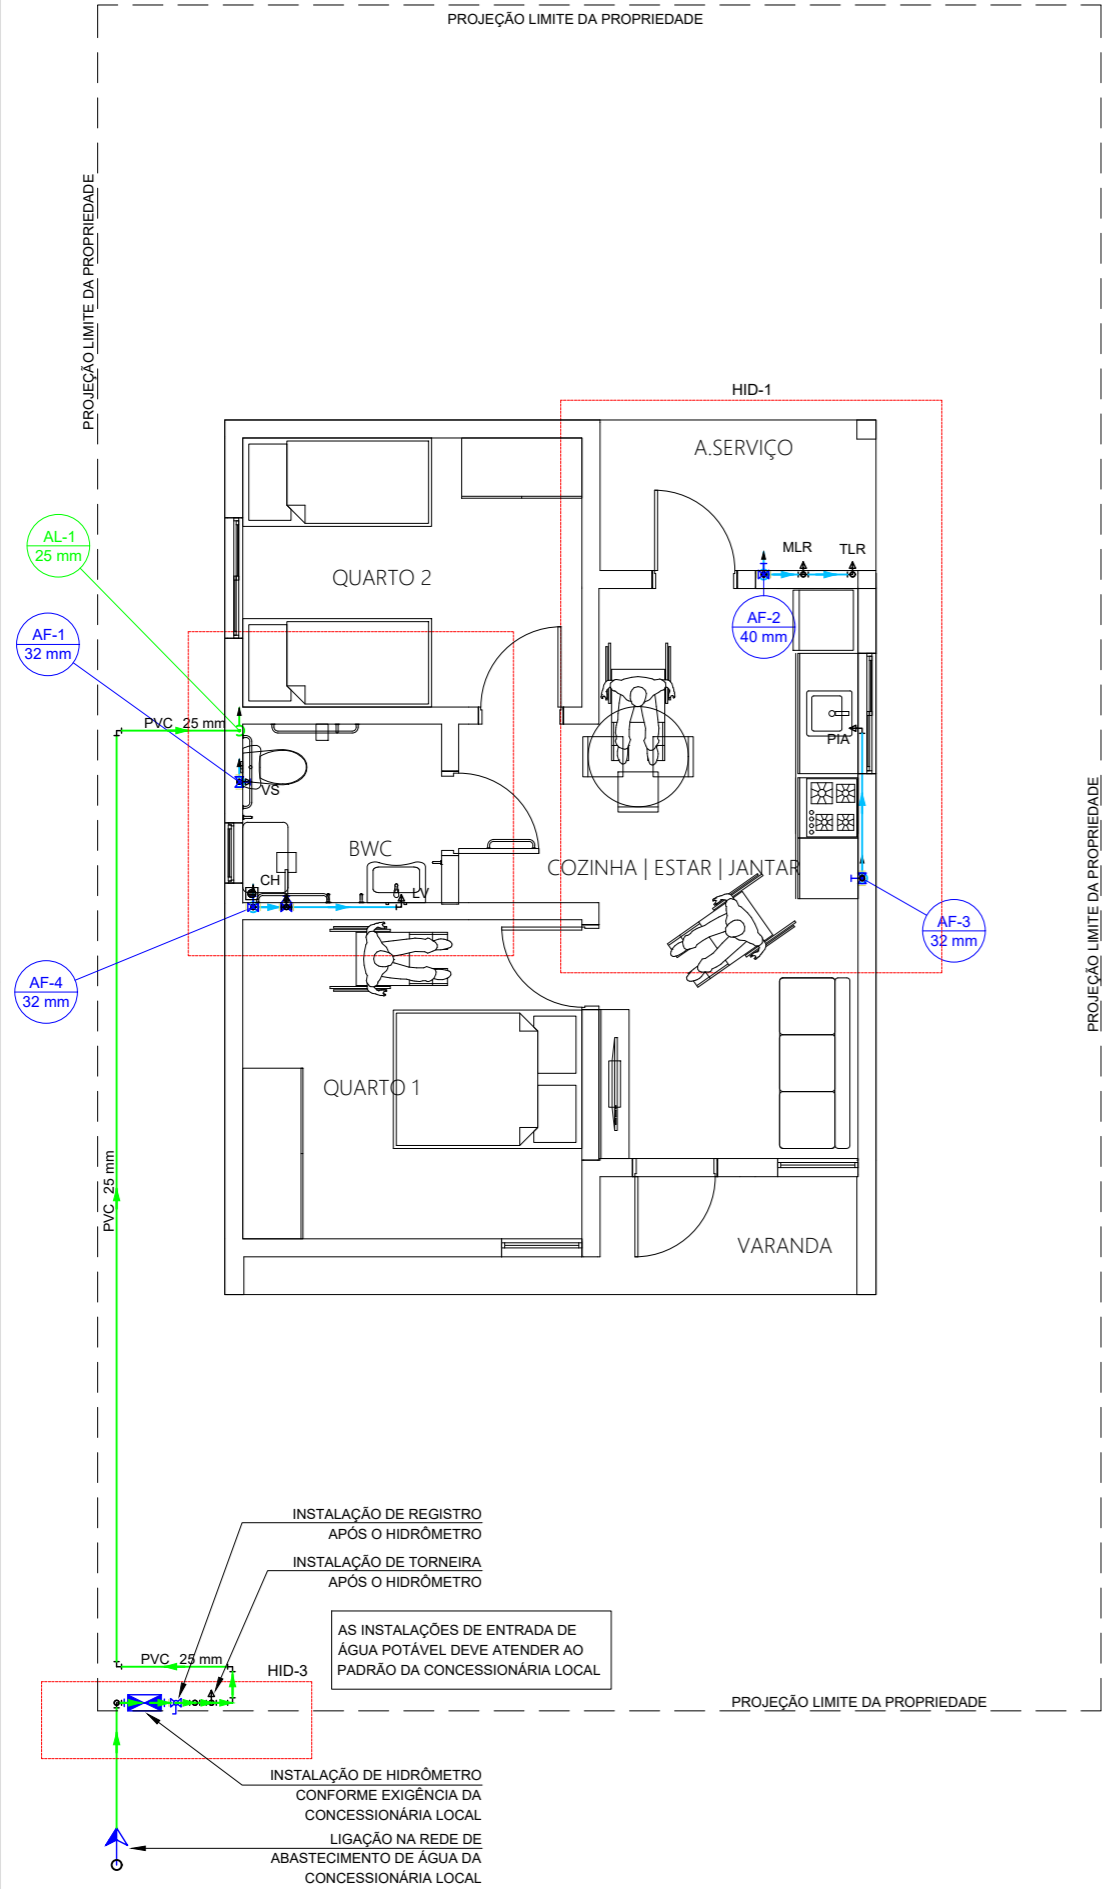 PROJEÇÃO LIMITE DA PROPRIEDADE
PROJEÇÃO LIMITE DA PROPRIEDADE
HID-1
A.SERVIÇO
AL-1
25 mm
MLR
TLR
QUARTO 2
AF-1
32 mm
AF-2
40 mm
PVC 25 mm
PIA
VS
BWC
COZINHA | ESTAR | JANTAR
CH
LV
AF-3
32 mm
PROJEÇÃO LIMITE DA PROPRIEDADE
AF-4
32 mm
QUARTO 1
PVC 25 mm
VARANDA
INSTALAÇÃO DE REGISTRO
APÓS O HIDRÔMETRO
INSTALAÇÃO DE TORNEIRA
APÓS O HIDRÔMETRO
AS INSTALAÇÕES DE ENTRADA DE
ÁGUA POTÁVEL DEVE ATENDER AO
PADRÃO DA CONCESSIONÁRIA LOCAL
PVC 25 mm
HID-3
PROJEÇÃO LIMITE DA PROPRIEDADE
INSTALAÇÃO DE HIDRÔMETRO
CONFORME EXIGÊNCIA DA
CONCESSIONÁRIA LOCAL
LIGAÇÃO NA REDE DE
ABASTECIMENTO DE ÁGUA DA
CONCESSIONÁRIA LOCAL